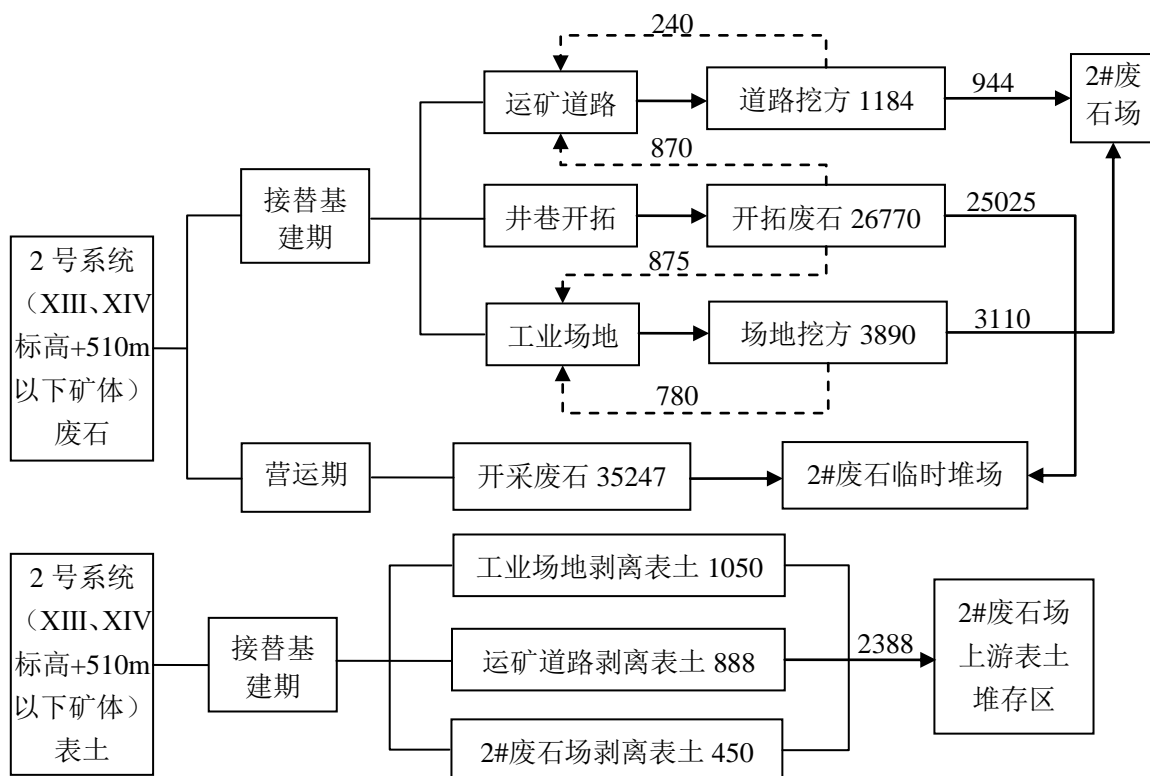 240
运矿道路
道路挖方 1184
944
2#废
石场
870
接替基
建期
井巷开拓
开拓废石 26770
25025
2 号系统
（XIII、XIV
标高+510m
以下矿体）
废石
875
工业场地
场地挖方 3890
3110
780
营运期
开采废石 35247
2#废石临时堆场
2 号系统
（XIII、XIV
标高+510m
以下矿体）
表土
接替基
建期
工业场地剥离表土 1050
运矿道路剥离表土 888
2#废石场剥离表土 450
2388
2#废石场
上游表土
堆存区